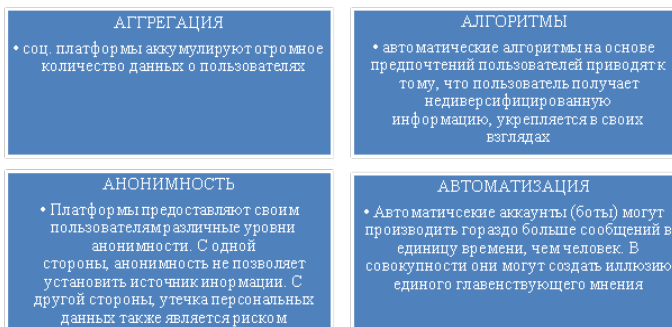 АГГРЕГАЦИЯ
• соц. платформы аккумулируют огромное
количество данных о пользователях
АЛГОРИТМЫ
• автоматические алгоритмы на основе
предпочтений пользователей приводят к
тому, что пользователь получает
недиверсифицированную
информацию, укрепляется в своих
взглядах
АНОНИМНОСТЬ
• Платформы предоставляют своим
пользователям различные уровни
анонимности. С одной
стороны, анонимность не позволяет
установить источник инормации. С
другой стороны, утечка персональных
данных также является риском
АВТОМАТИЗАЦИЯ
• Автоматичсекие аккаунты (боты) могут
производить гораздо больше сообщений в
единицу времени, чем человек. В
совокупности они могут создать иллюзию
единого главенствующего мнения